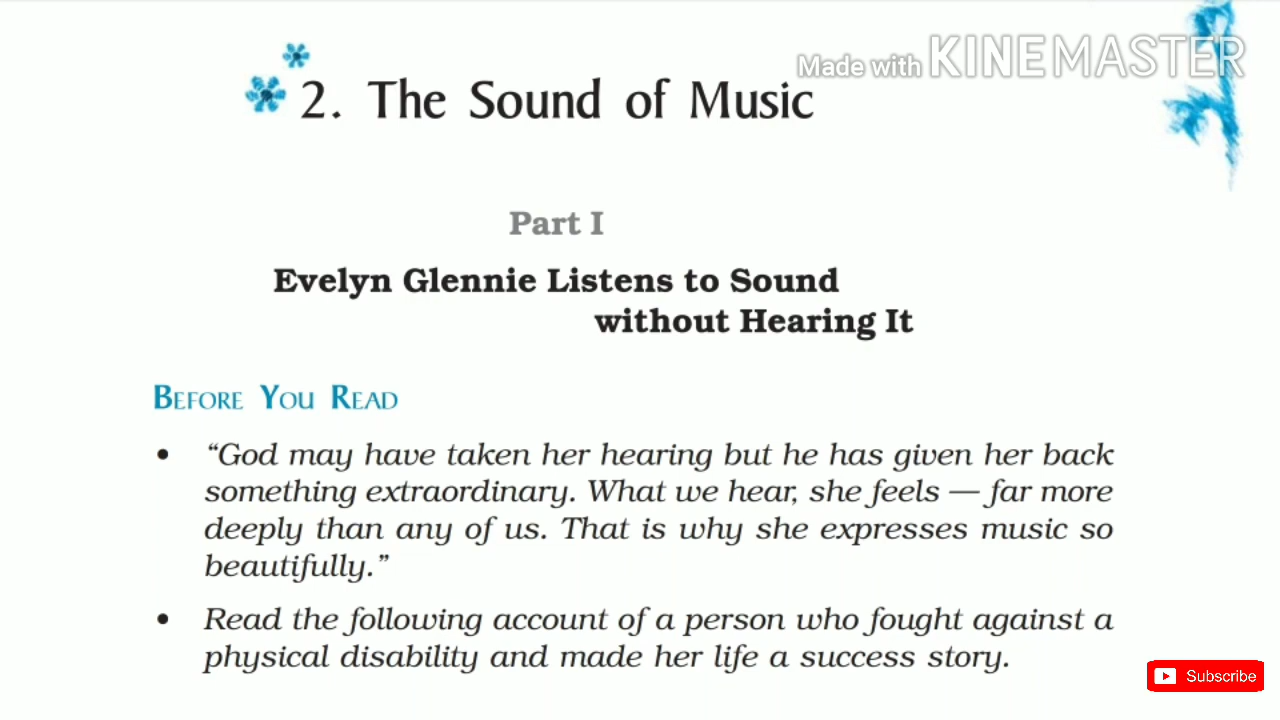 Made with KINEMASTER
2. The Sound of Music
Part I
Evelyn Glennie Listens to Sound
without Hearing It
BEFORE YOU READ
• “God may have taken her hearing but he has given her back
something extraordinary. What we hear, she feels — far more
deeply than any of us. That is why she expresses music so
beautifully.”
• Read the following account of a person who fought against a
physical disability and made her life a success story.
Subscribe